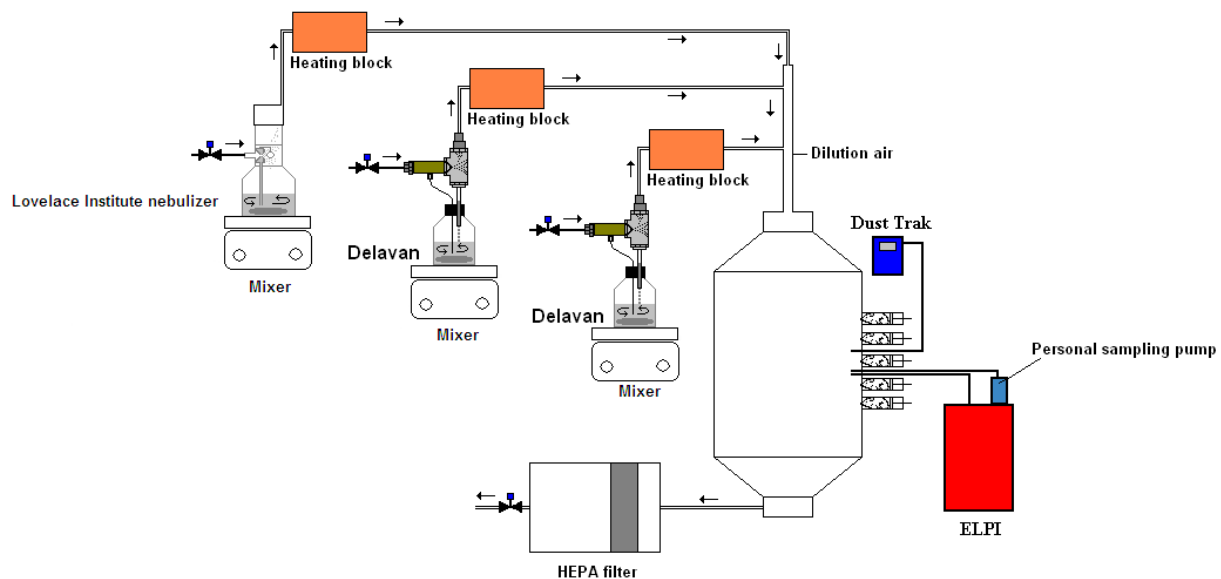 Heating block
Heating block
Dilution air
Heating block
Lovelace Institute nebulizer
Dust Trak
Delavan
Mixer
Delavan
Mixer
Personal sampling pump
Mixer
ELPI
HEPA filter